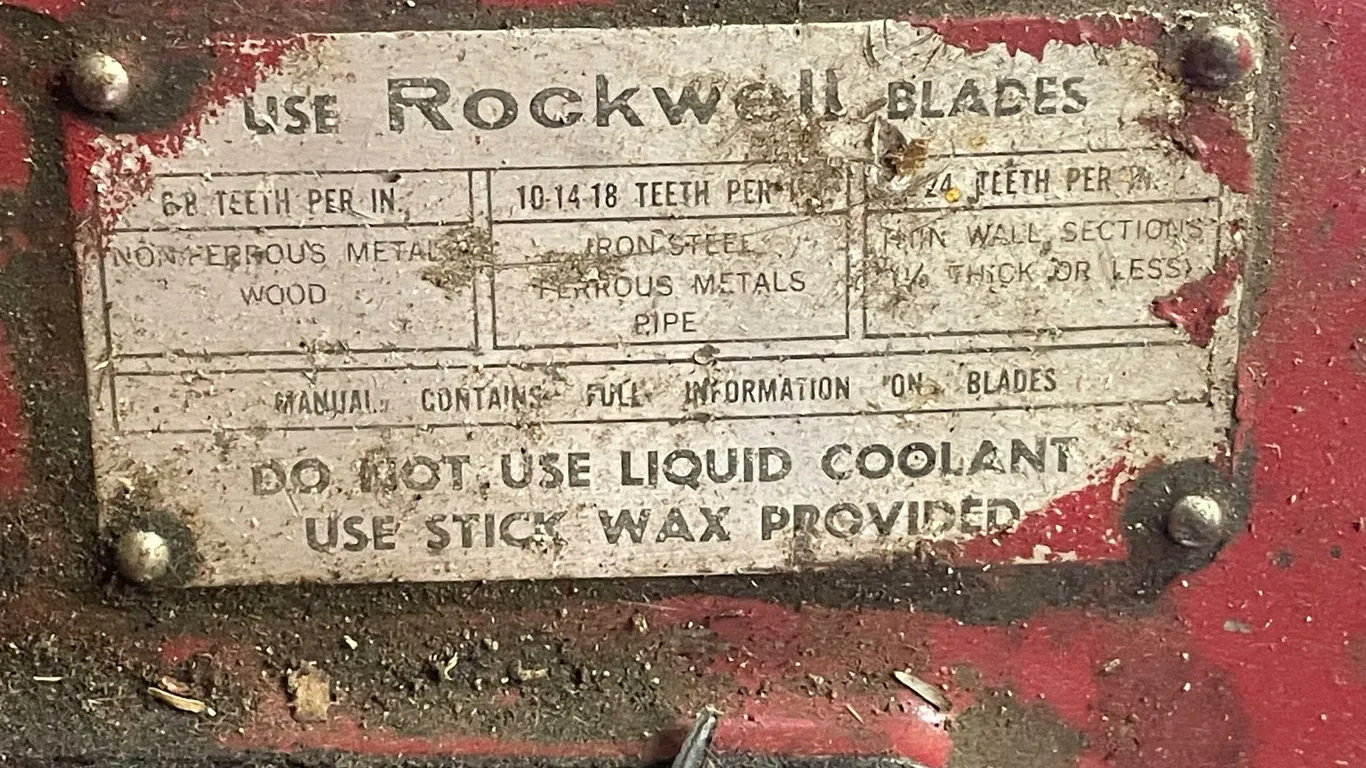 USE Rockwell BLADES
6-8 TEETH PER IN.
NON-FERROUS METALS
WOOD
10-14-18 TEETH PER
IRON STEEL
FERROUS METALS
PIPE
24 TEETH PER IN.
THIN WALL SECTIONS
THICK OR LESS)
MANUAL CONTAINS FULL INFORMATION ON BLADES
DO NOT USE LIQUID COOLANT
USE STICK WAX PROVIDED